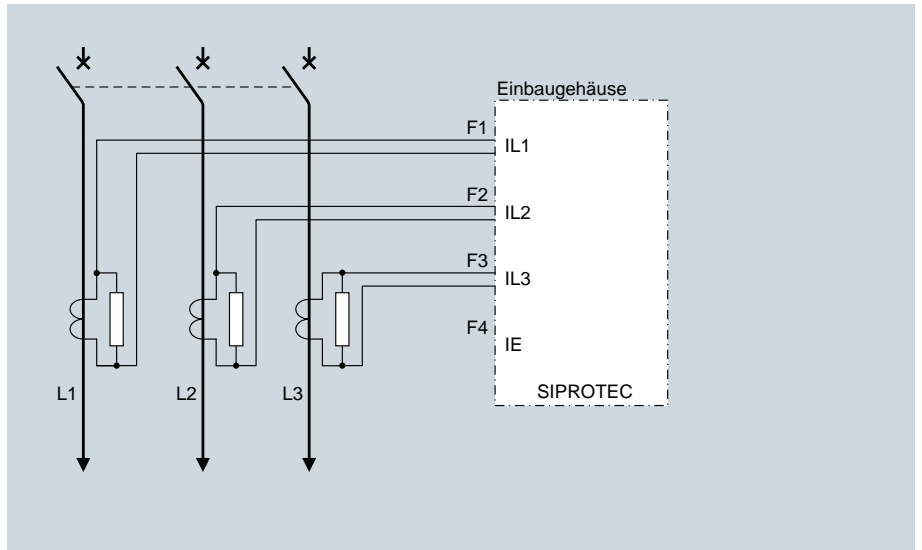 Einbaugehäuse
F1
IL1
F2
IL2
F3
IL3
F4
IE
L1
L2
L3
SIPROTEC